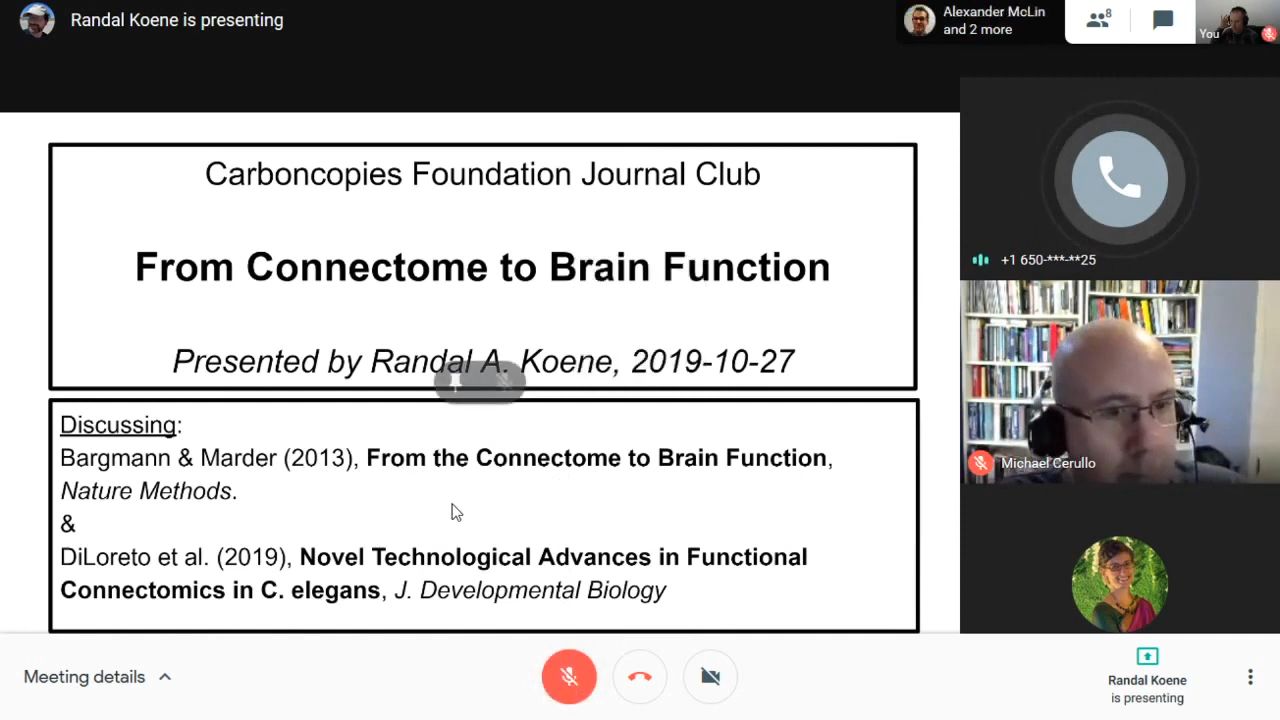 Randal Koene is presenting
Alexander McLin
and 2 more
8
You
Carboncopies Foundation Journal Club
From Connectome to Brain Function
Presented by Randal A. Koene, 2019-10-27
Discussing:
Bargmann & Marder (2013), From the Connectome to Brain Function,
Nature Methods.
&
DiLoreto et al. (2019), Novel Technological Advances in Functional
Connectomics in C. elegans, J. Developmental Biology
+1 650-***-**25
Michael Cerullo
Meeting details
Randal Koene
is presenting